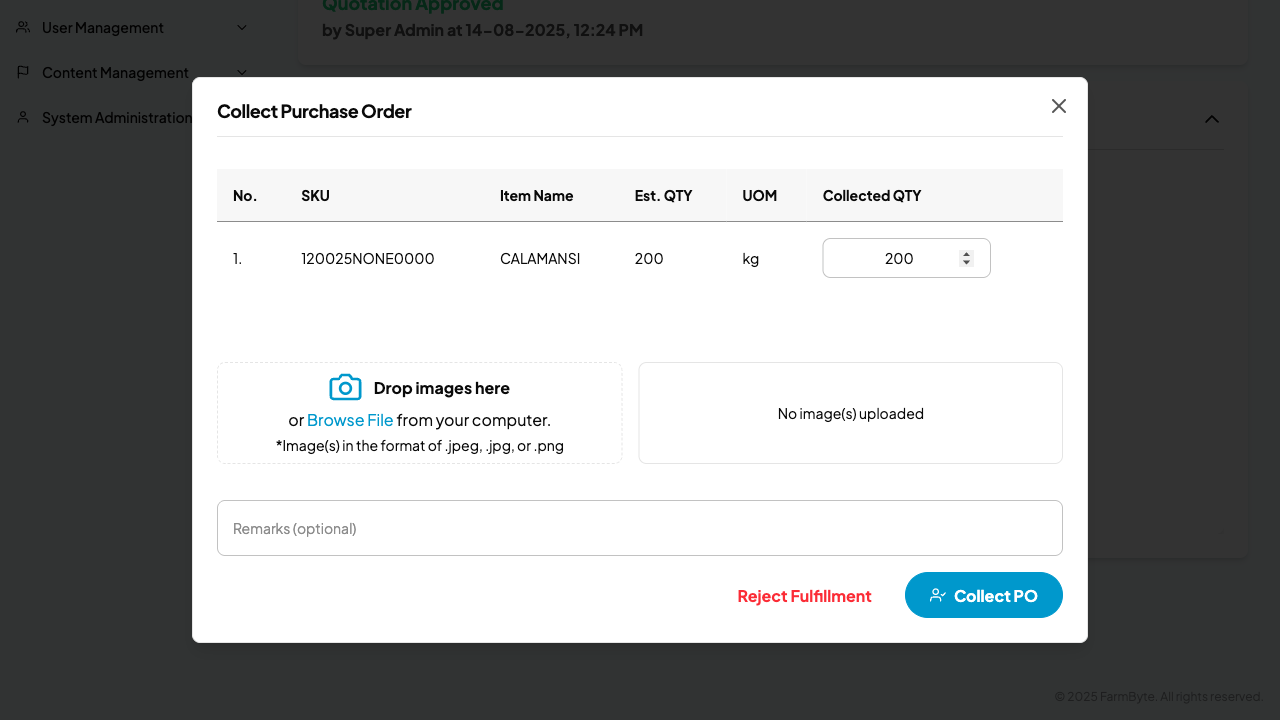 Quotation Approved
by Super Admin at 14-08-2025, 12:24 PM
User Management
Content Management
System Administration
Collect Purchase Order
No. SKU Item Name Est. QTY UOM Collected QTY
1. 120025NONE0000 CALAMANSI 200 kg 200
Drop images here
or Browse File from your computer.
*Image(s) in the format of .jpeg, .jpg, or .png
No image(s) uploaded
Remarks (optional)
Reject Fulfillment
Collect PO
© 2025 FarmByte. All rights reserved.